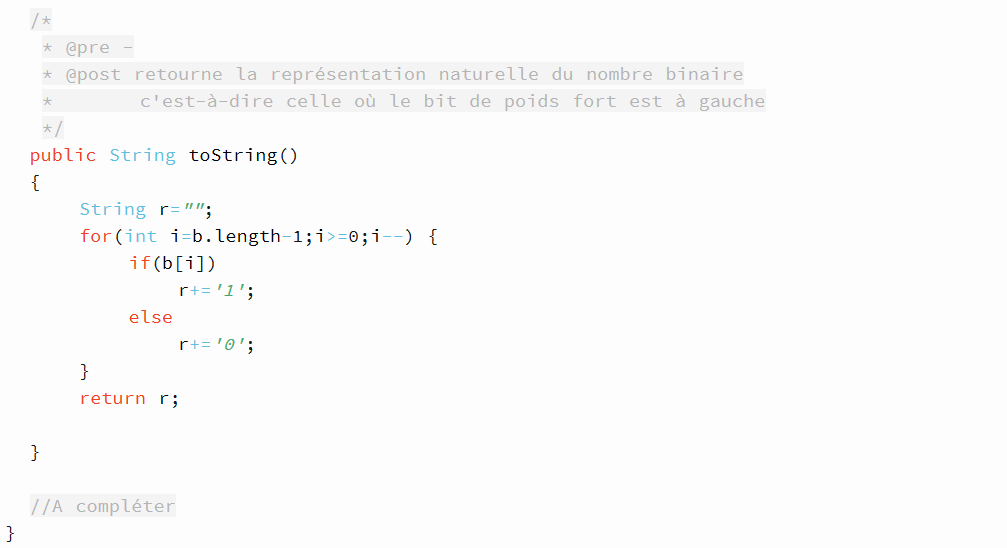 /*
* @pre -
* @post retourne la représentation naturelle du nombre binaire
*       c'est-à-dire celle où le bit de poids fort est à gauche
*/
public String toString()
{
String r="";
for(int i=b.length-1;i>=0;i--) {
if(b[i])
r+='1';
else
r+='0';
}
return r;
}
//A compléter
}